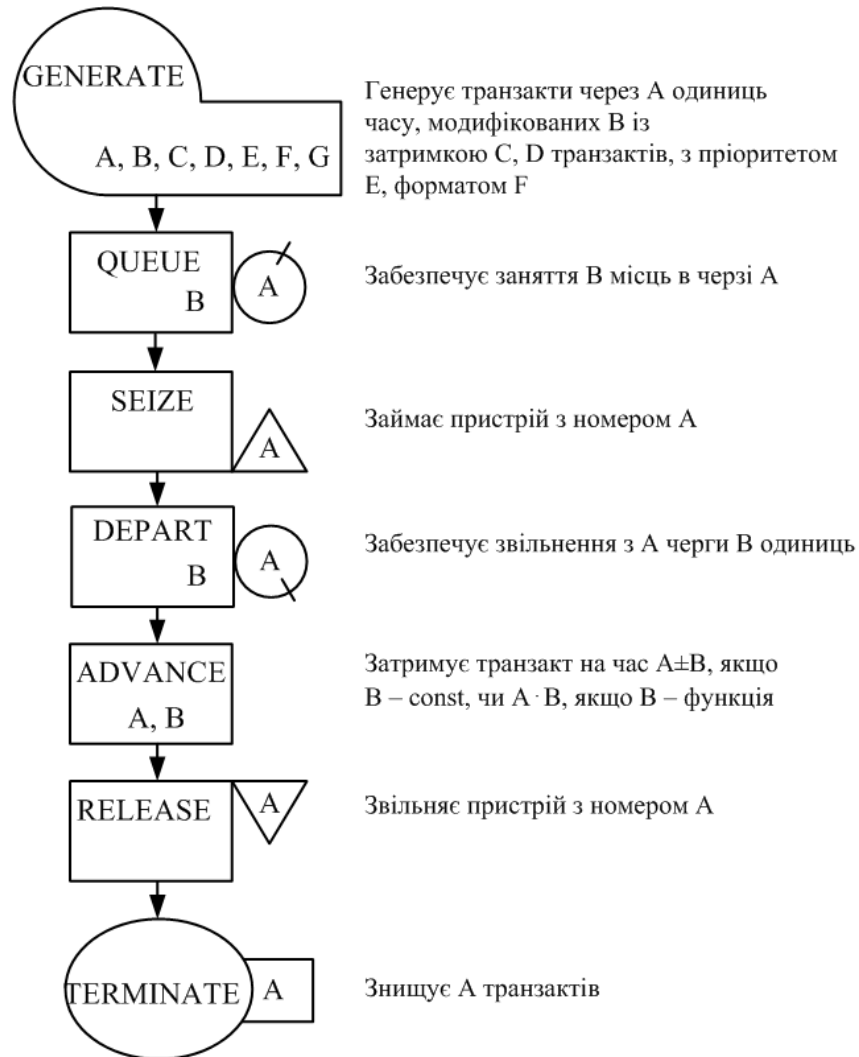 GENERATE
A, B, C, D, E, F, G
Генерує транзакти через А одиниць
часу, модифікованих В із
затримкою С, D транзактів, з пріоритетом
Е, форматом F
QUEUE
B
A
Забезпечує заняття В місць в черзі А
SEIZE
A
Займає пристрій з номером А
DEPART
B
A
Забезпечує звільнення з А черги В одиниць
ADVANCE
A, B
Затримує транзакт на час А±В, якщо
В – const, чи А · В, якщо В – функція
RELEASE
A
Звільняє пристрій з номером А
TERMINATE
A
Знищує А транзактів